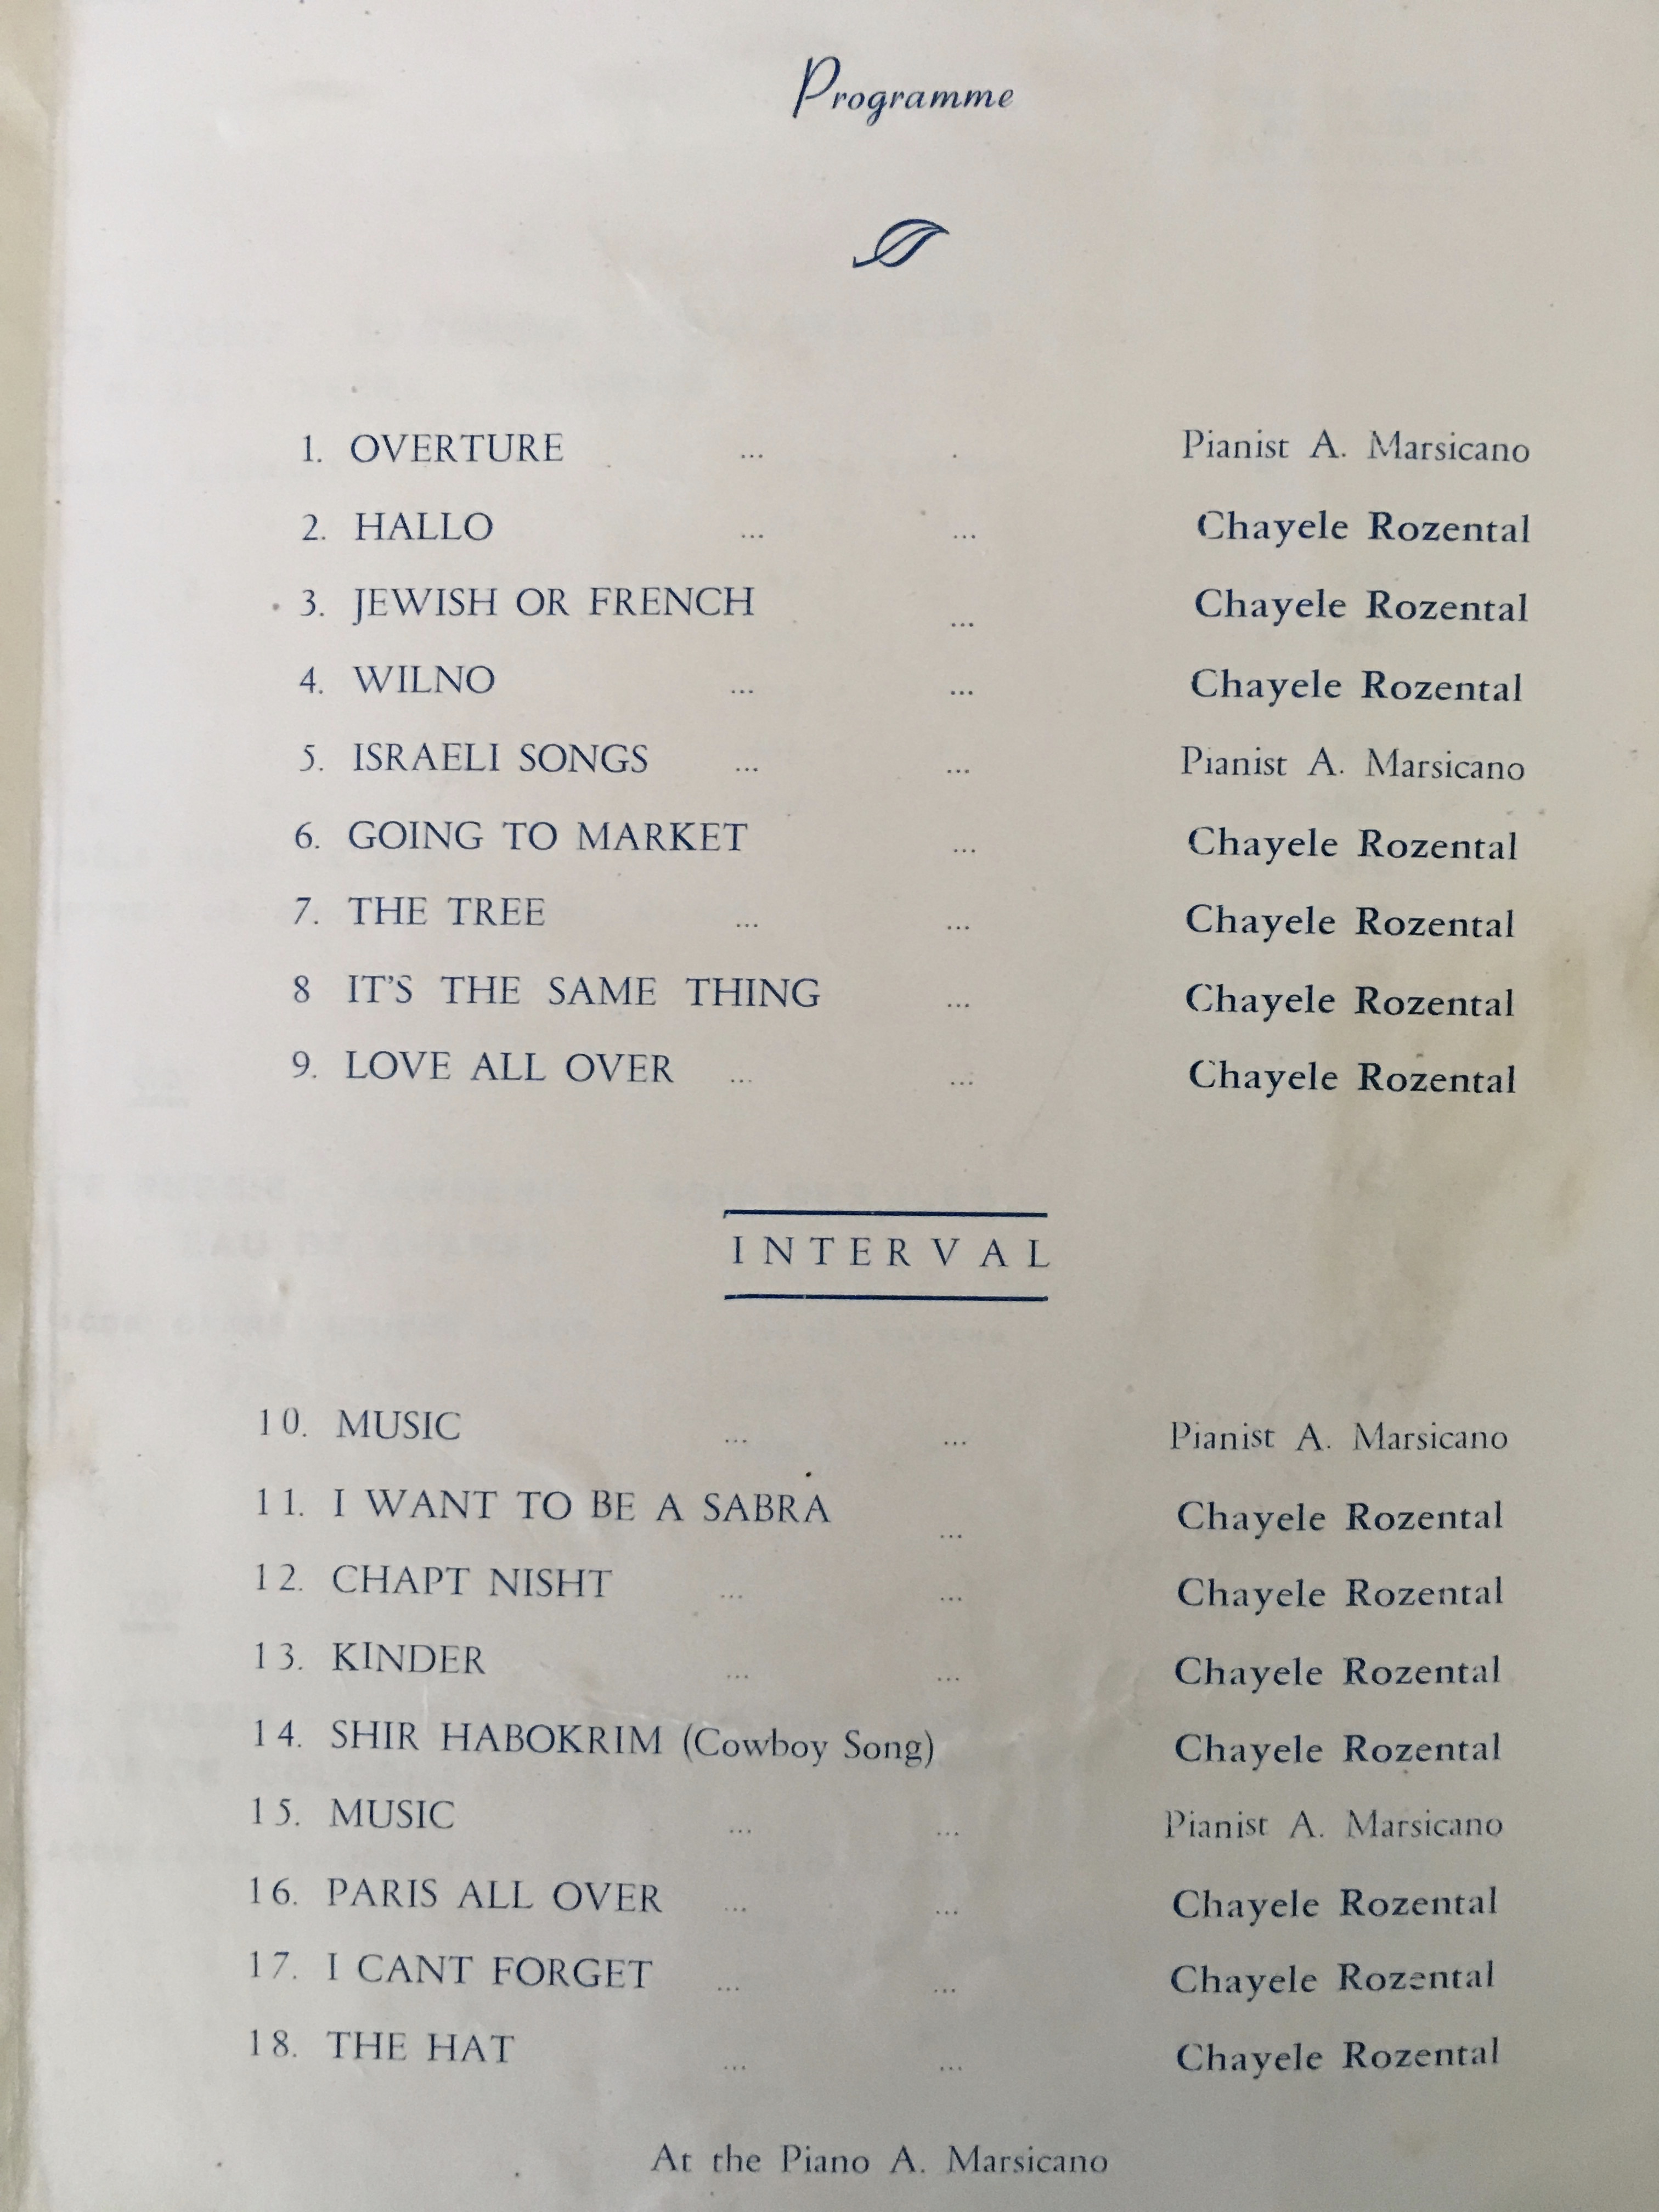 Programme
1. OVERTURE ... . Pianist A. Marsicano
2. HALLO ... ... Chayele Rozental
3. JEWISH OR FRENCH ... Chayele Rozental
4. WILNO ... ... Chayele Rozental
5. ISRAELI SONGS ... ... Pianist A. Marsicano
6. GOING TO MARKET ... Chayele Rozental
7. THE TREE ... ... Chayele Rozental
8 IT'S THE SAME THING ... Chayele Rozental
9. LOVE ALL OVER ... ... Chayele Rozental
INTERVAL
10. MUSIC ... ... Pianist A. Marsicano
11. I WANT TO BE A SABRA ... Chayele Rozental
12. CHAPT NISHT ... ... Chayele Rozental
13. KINDER ... ... Chayele Rozental
14. SHIR HABOKRIM (Cowboy Song) Chayele Rozental
15. MUSIC ... ... Pianist A. Marsicano
16. PARIS ALL OVER ... ... Chayele Rozental
17. I CANT FORGET ... ... Chayele Rozental
18. THE HAT ... ... Chayele Rozental
At the Piano A. Marsicano